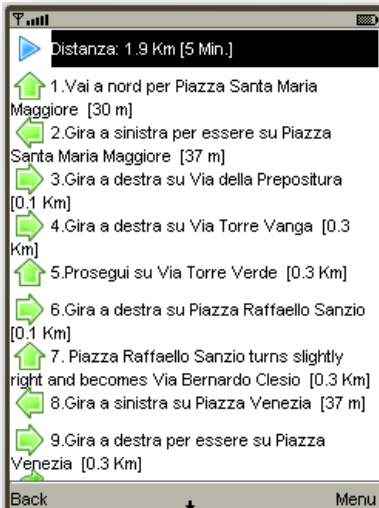 Distanza: 1.9 Km [5 Min.]
1.Vai a nord per Piazza Santa Maria
Maggiore [30 m]
2.Gira a sinistra per essere su Piazza
Santa Maria Maggiore [37 m]
3.Gira a destra su Via della Prepositura
[0.1 Km]
4.Gira a destra su Via Torre Vanga [0.3
Km]
5.Prosegui su Via Torre Verde [0.3 Km]
6.Gira a destra su Piazza Raffaello Sanzio
[0.1 Km]
7. Piazza Raffaello Sanzio turns slightly
right and becomes Via Bernardo Clesio [0.3 Km]
8.Gira a sinistra su Piazza Venezia [37 m]
9.Gira a destra per essere su Piazza
Venezia [0.3 Km]
Back Menu